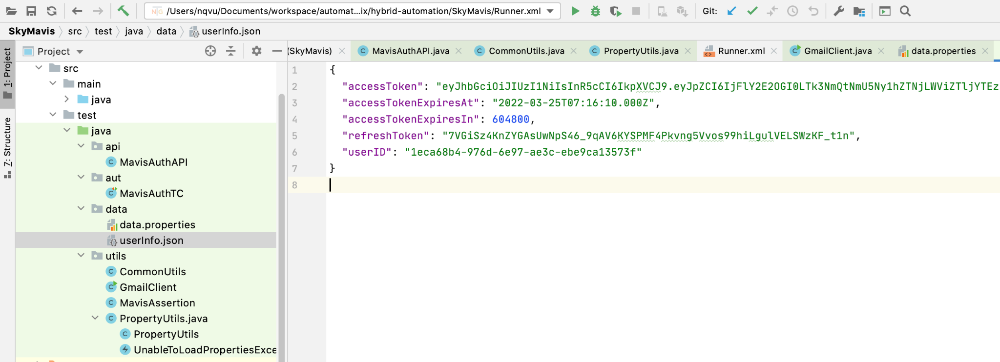 /Users/nqvu/Documents/workspace/automat...ix/hybrid-automation/SkyMavis/Runner.xml
Git:
SkyMavis src test java data userInfo.json
1: Project
Z: Structure
Project
(SkyMavis) MavisAuthAPI.java CommonUtils.java PropertyUtils.java Runner.xml GmailClient.java data.properties
src
main
java
test
java
api
MavisAuthAPI
aut
MavisAuthTC
data
data.properties
userInfo.json
utils
CommonUtils
GmailClient
MavisAssertion
PropertyUtils.java
PropertyUtils
UnableToLoadPropertiesExce
1 {
2 "accessToken": "eyJhbGciOiJIUzI1NiIsInR5cCI6IkpXVCJ9.eyJpZCI6IjFlY2E2OGI0LTk3NmQtNmU5Ny1hZTNjLWViZTljYTEz
3 "accessTokenExpiresAt": "2022-03-25T07:16:10.000Z",
4 "accessTokenExpiresIn": 604800,
5 "refreshToken": "7VGiSz4KnZYGAsUwNpS46_9qAV6KYSPMF4Pkvng5Vvos99hiLgulVELSWzKF_t1n",
6 "userID": "1eca68b4-976d-6e97-ae3c-ebe9ca13573f"
7 }
8